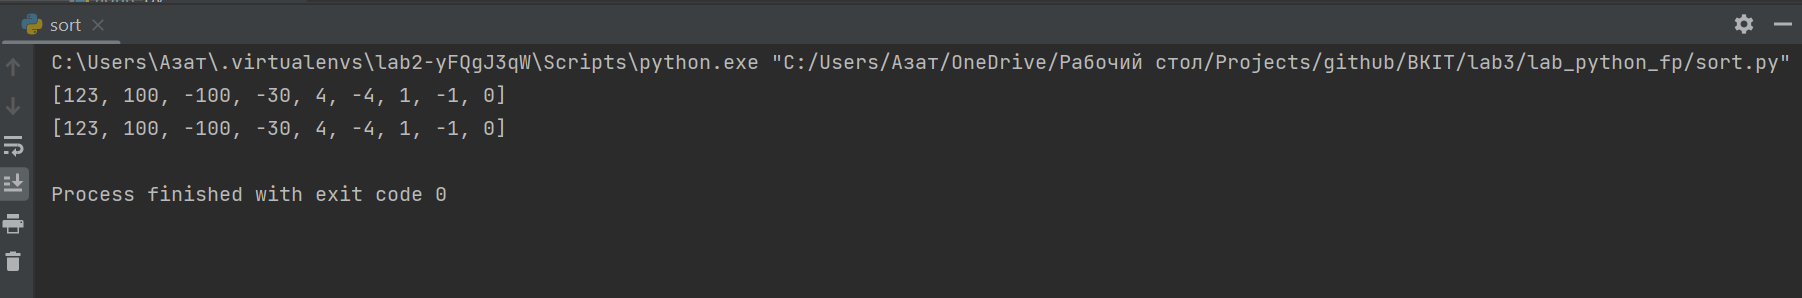 sort
C:\Users\Азат\.virtualenvs\lab2-yFQgJ3qW\Scripts\python.exe "C:/Users/Азат/OneDrive/Рабочий стол/Projects/github/BKIT/lab3/lab_python_fp/sort.py"
[123, 100, -100, -30, 4, -4, 1, -1, 0]
[123, 100, -100, -30, 4, -4, 1, -1, 0]
Process finished with exit code 0